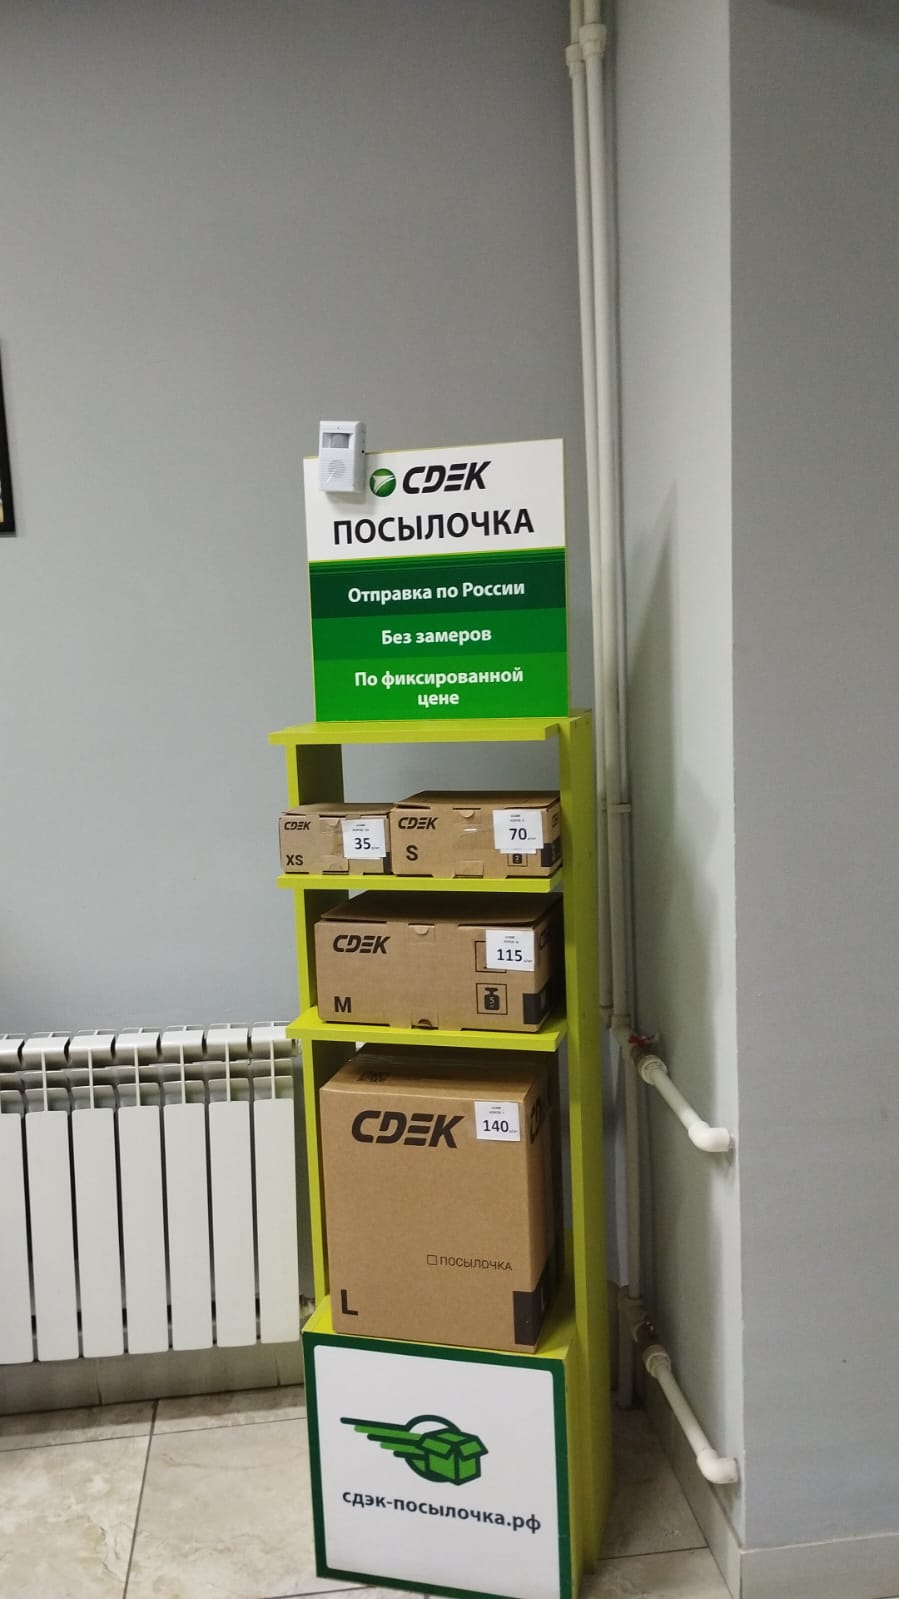 CDEK
ПОСЫЛОЧКА
Отправка по России
Без замеров
По фиксированной
цене
CDEK
35
XS
CDEK
70
S
CDEK
115
M
5
CDEK
140
ПОСЫЛОЧКА
L
сдэк-посылочка.рф